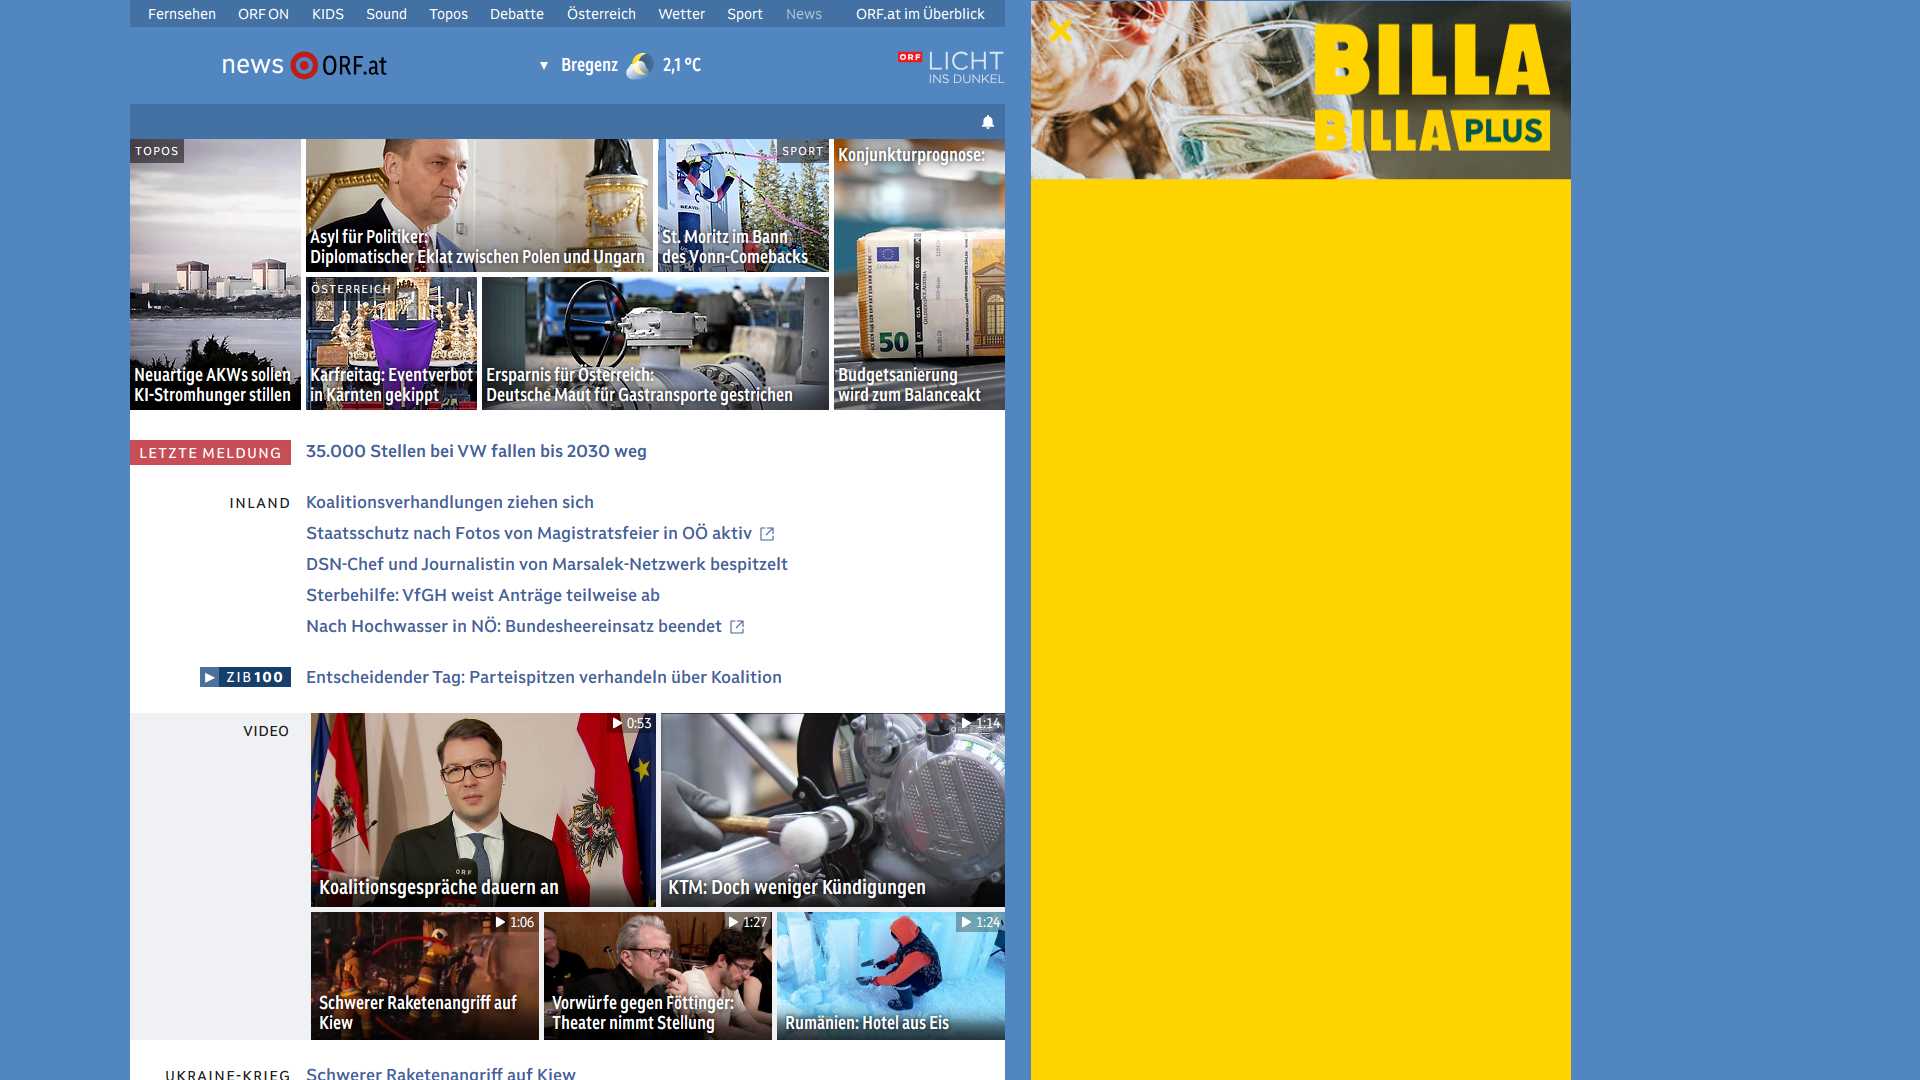 Fernsehen ORF ON KIDS Sound Topos Debatte Österreich Wetter Sport News ORF.at im Überblick
news ORF.at
Bregenz 2,1 °C
ORF LICHT
INS DUNKEL
BILLA
BILLA PLUS
TOPOS
Neuartige AKWs sollen
KI-Stromhunger stillen
Asyl für Politiker:
Diplomatischer Eklat zwischen Polen und Ungarn
SPORT
St. Moritz im Bann
des Vonn-Comebacks
Konjunkturprognose:
50
Budgetsanierung
wird zum Balanceakt
ÖSTERREICH
Karfreitag: Eventverbot
in Kärnten gekippt
Ersparnis für Österreich:
Deutsche Maut für Gastransporte gestrichen
LETZTE MELDUNG
35.000 Stellen bei VW fallen bis 2030 weg
INLAND
Koalitionsverhandlungen ziehen sich
Staatsschutz nach Fotos von Magistratsfeier in OÖ aktiv
DSN-Chef und Journalistin von Marsalek-Netzwerk bespitzelt
Sterbehilfe: VfGH weist Anträge teilweise ab
Nach Hochwasser in NÖ: Bundesheereinsatz beendet
ZIB100
Entscheidender Tag: Parteispitzen verhandeln über Koalition
VIDEO
0:53
Koalitionsgespräche dauern an
1:14
KTM: Doch weniger Kündigungen
1:06
Schwerer Raketenangriff auf
Kiew
1:27
Vorwürfe gegen Föttinger:
Theater nimmt Stellung
1:24
Rumänien: Hotel aus Eis
UKRAINE-KRIEG
Schwerer Raketenangriff auf Kiew